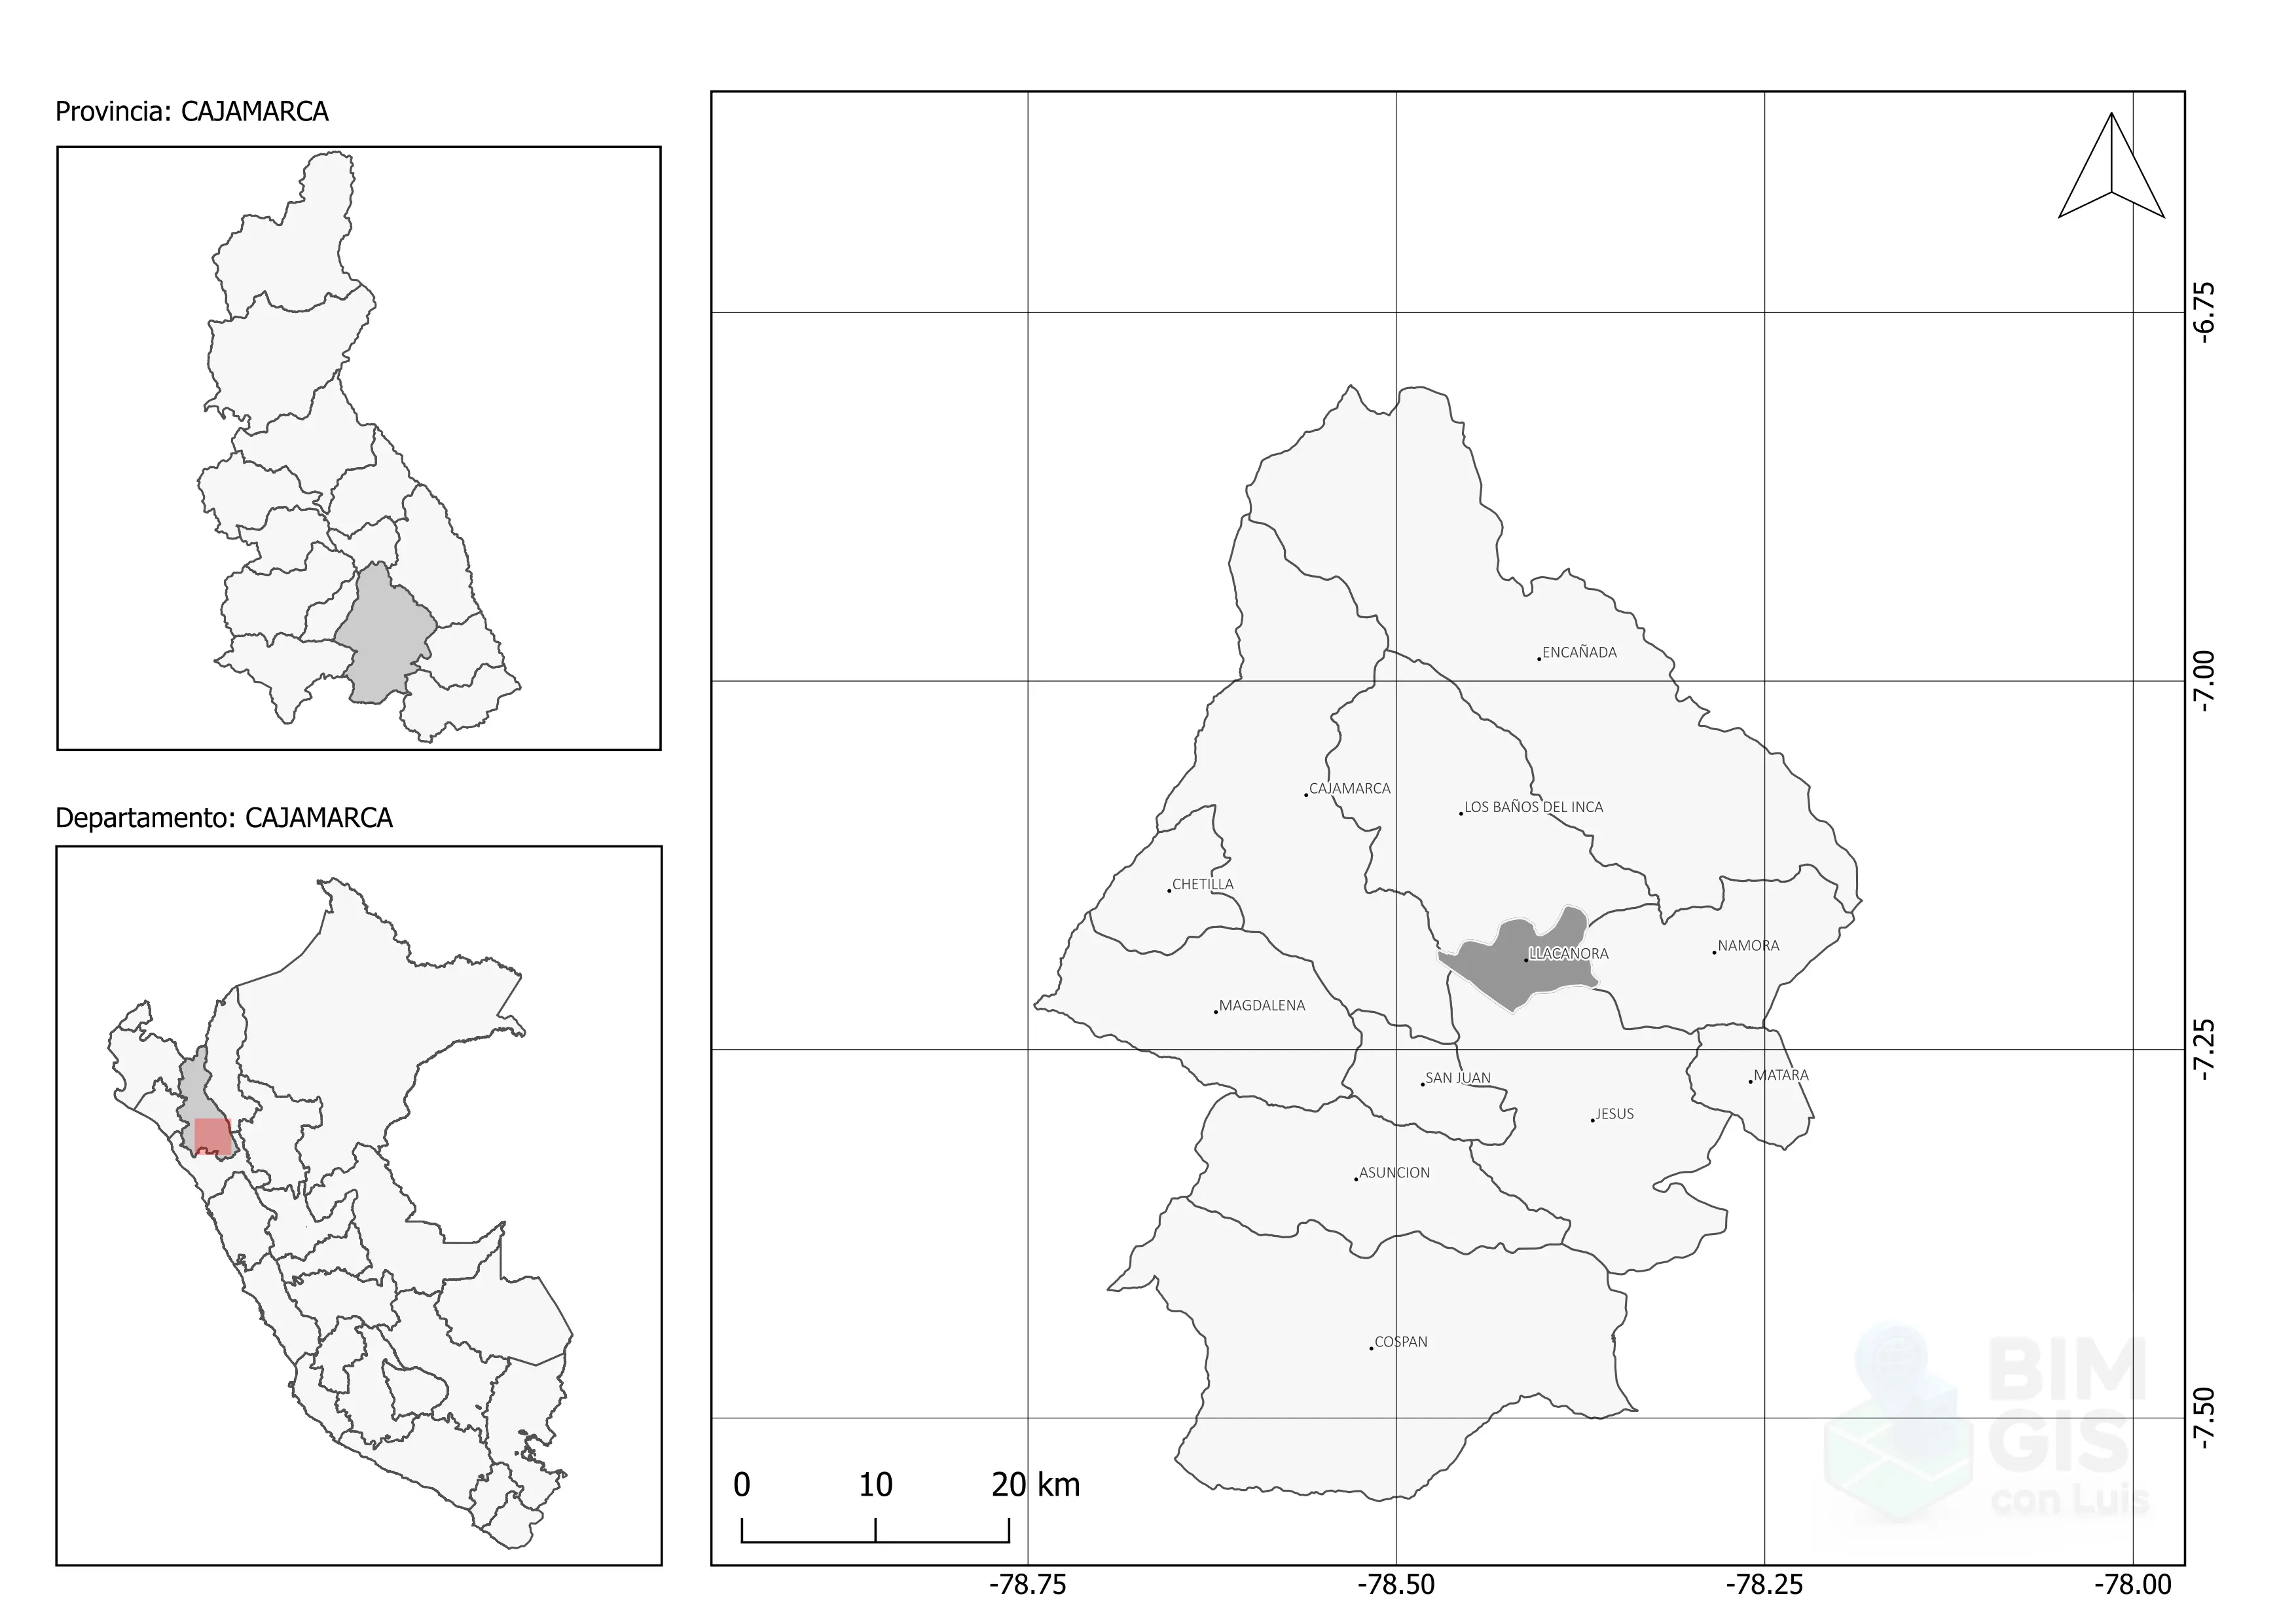 Provincia: CAJAMARCA
Departamento: CAJAMARCA
ENCAÑADA
CAJAMARCA
LOS BAÑOS DEL INCA
CHETILLA
NAMORA
LLACANORA
MAGDALENA
MATARA
SAN JUAN
JESUS
ASUNCION
COSPAN
-6.75
-7.00
-7.25
-7.50
0 10 20 km
-78.75 -78.50 -78.25 -78.00
BIM
GIS
con Luis